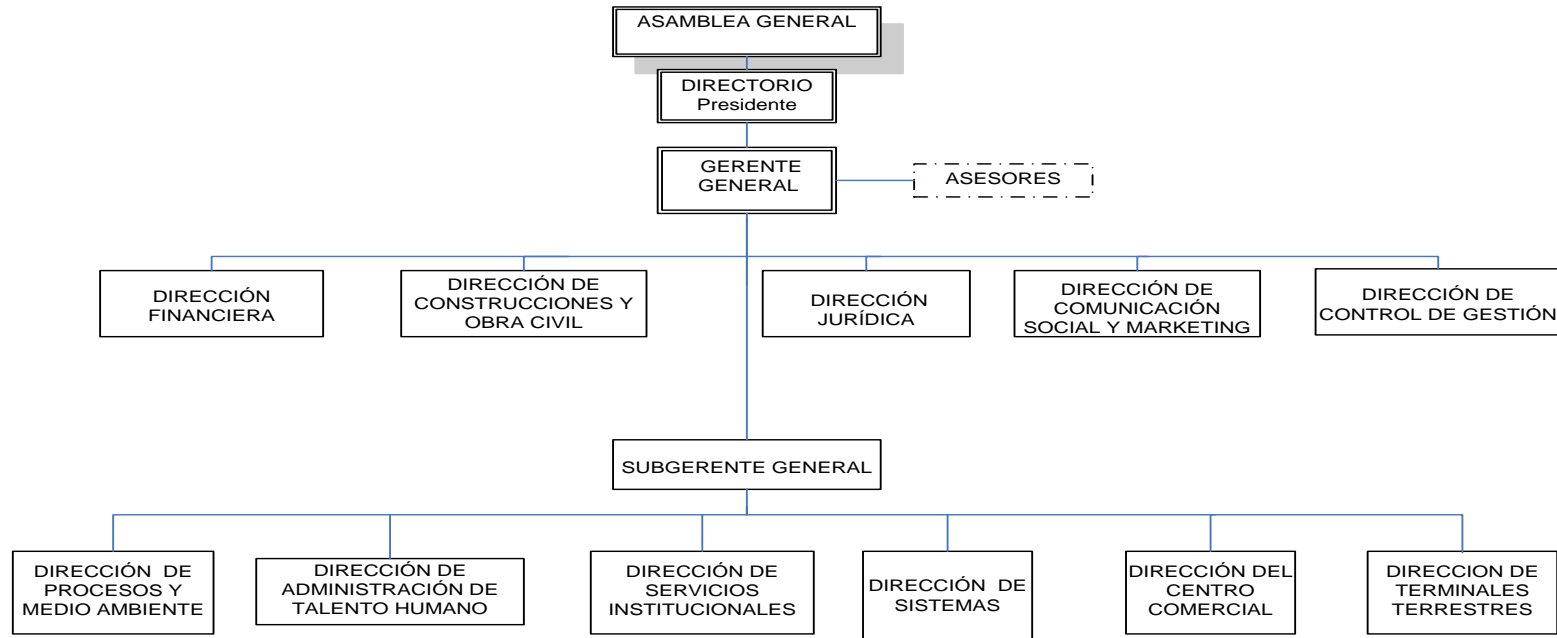 ASAMBLEA GENERAL
DIRECTORIO
Presidente
GERENTE
GENERAL
ASESORES
DIRECCIÓN
FINANCIERA
DIRECCIÓN DE
CONSTRUCCIONES Y
OBRA CIVIL
DIRECCIÓN
JURÍDICA
DIRECCIÓN DE
COMUNICACIÓN
SOCIAL Y MARKETING
DIRECCIÓN DE
CONTROL DE GESTIÓN
SUBGERENTE GENERAL
DIRECCIÓN DE
PROCESOS Y
MEDIO AMBIENTE
DIRECCIÓN DE
ADMINISTRACIÓN DE
TALENTO HUMANO
DIRECCIÓN DE
SERVICIOS
INSTITUCIONALES
DIRECCIÓN DE
SISTEMAS
DIRECCIÓN DEL
CENTRO
COMERCIAL
DIRECCION DE
TERMINALES
TERRESTRES